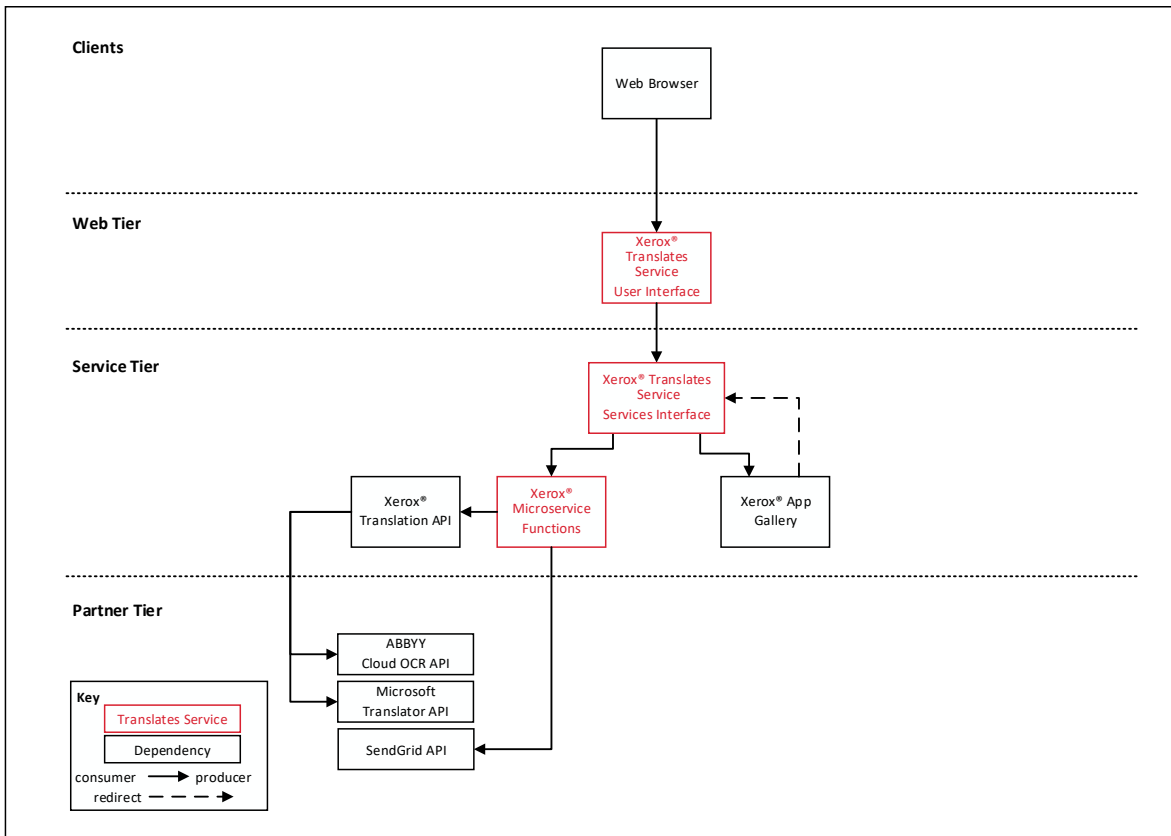 Clients
Web Browser
Web Tier
Xerox®
Translates
Service
User Interface
Service Tier
Xerox® Translates
Service
Services Interface
Xerox®
Translation API
Xerox®
Microservice
Functions
Xerox® App
Gallery
Partner Tier
ABBYY
Cloud OCR API
Microsoft
Translator API
SendGrid API
Key
Translates Service
Dependency
consumer producer
redirect